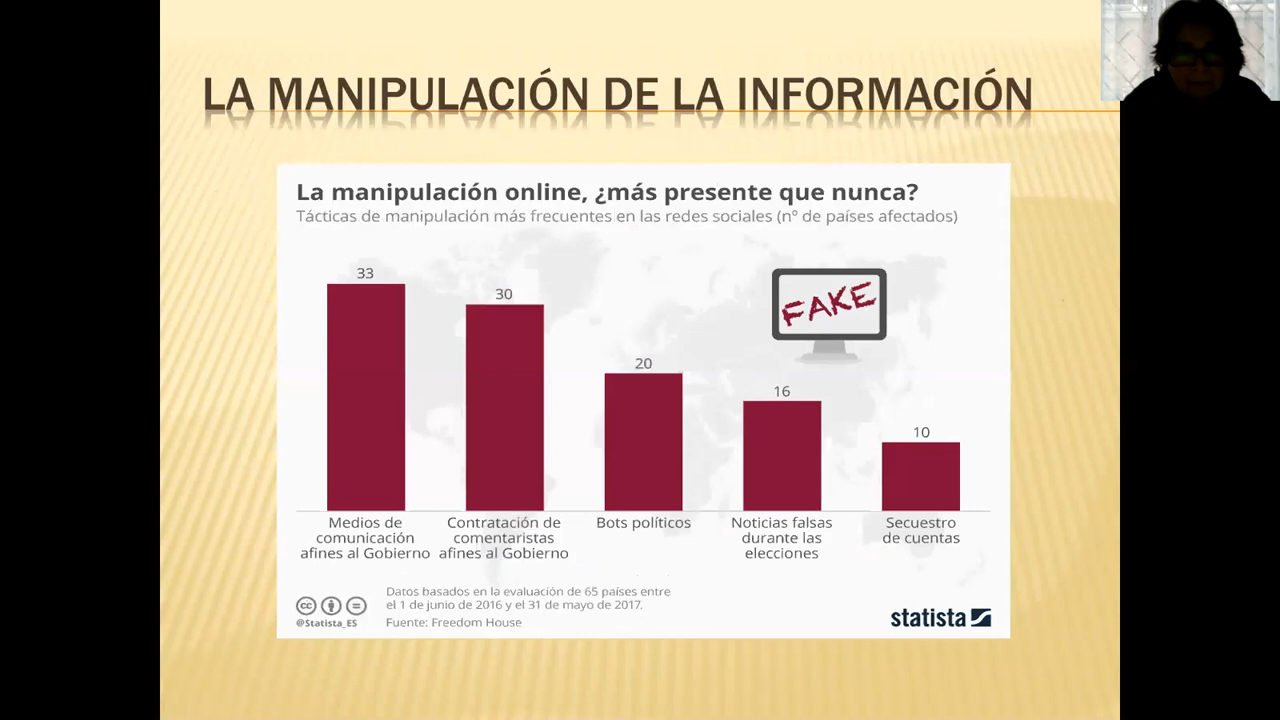 LA MANIPULACIÓN DE LA INFORMACIÓN
La manipulación online, ¿más presente que nunca?
Tácticas de manipulación más frecuentes en las redes sociales (nº de países afectados)
33
30
20
16
10
FAKE
Medios de
comunicación
afines al Gobierno
Contratación de
comentaristas
afines al Gobierno
Bots políticos
Noticias falsas
durante las
elecciones
Secuestro
de cuentas
Datos basados en la evaluación de 65 países entre
el 1 de junio de 2016 y el 31 de mayo de 2017.
Fuente: Freedom House
cc
@Statista_ES
statista